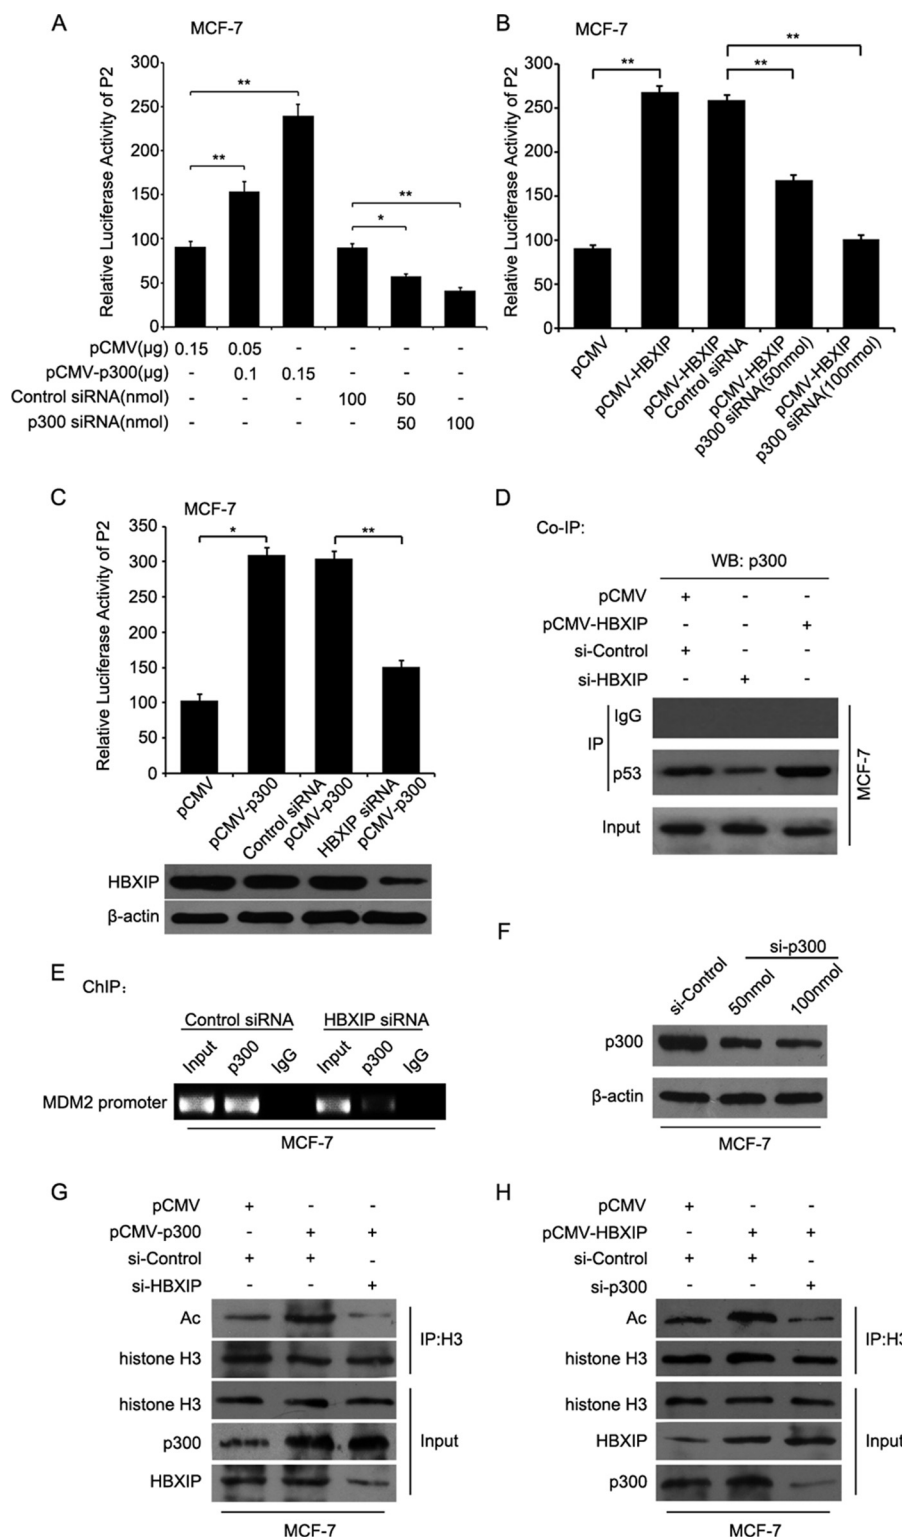 A
MCF-7
Relative Luciferase Activity of P2
300
250
200
150
100
50
0
** ** ** *
pCMV(μg) 0.15 0.05 - - - -
pCMV-p300(μg) - 0.1 0.15 - - -
Control siRNA(nmol) - - - 100 50 -
p300 siRNA(nmol) - - - - 50 100
B
MCF-7
Relative Luciferase Activity of P2
300
250
200
150
100
50
0
** ** **
pCMV
pCMV-HBXIP
pCMV-HBXIP
Control siRNA
pCMV-HBXIP
p300 siRNA(50nmol)
pCMV-HBXIP
p300 siRNA(100nmol)
C
MCF-7
Relative Luciferase Activity of P2
350
300
250
200
150
100
50
0
* **
pCMV
pCMV-p300
Control siRNA
pCMV-p300
HBXIP siRNA
pCMV-p300
HBXIP
β-actin
D
Co-IP:
WB: p300
pCMV + - -
pCMV-HBXIP - - +
si-Control + - -
si-HBXIP - + -
IP
IgG
p53
Input
MCF-7
E
ChIP:
Control siRNA HBXIP siRNA
Input p300 IgG Input p300 IgG
MDM2 promoter
MCF-7
F
si-p300
si-Control 50nmol 100nmol
p300
β-actin
MCF-7
G
pCMV + - -
pCMV-p300 - + +
si-Control + + -
si-HBXIP - - +
Ac
histone H3
IP:H3
histone H3
p300
HBXIP
Input
MCF-7
H
pCMV + - -
pCMV-HBXIP - + +
si-Control + + -
si-p300 - - +
Ac
histone H3
IP:H3
histone H3
HBXIP
p300
Input
MCF-7